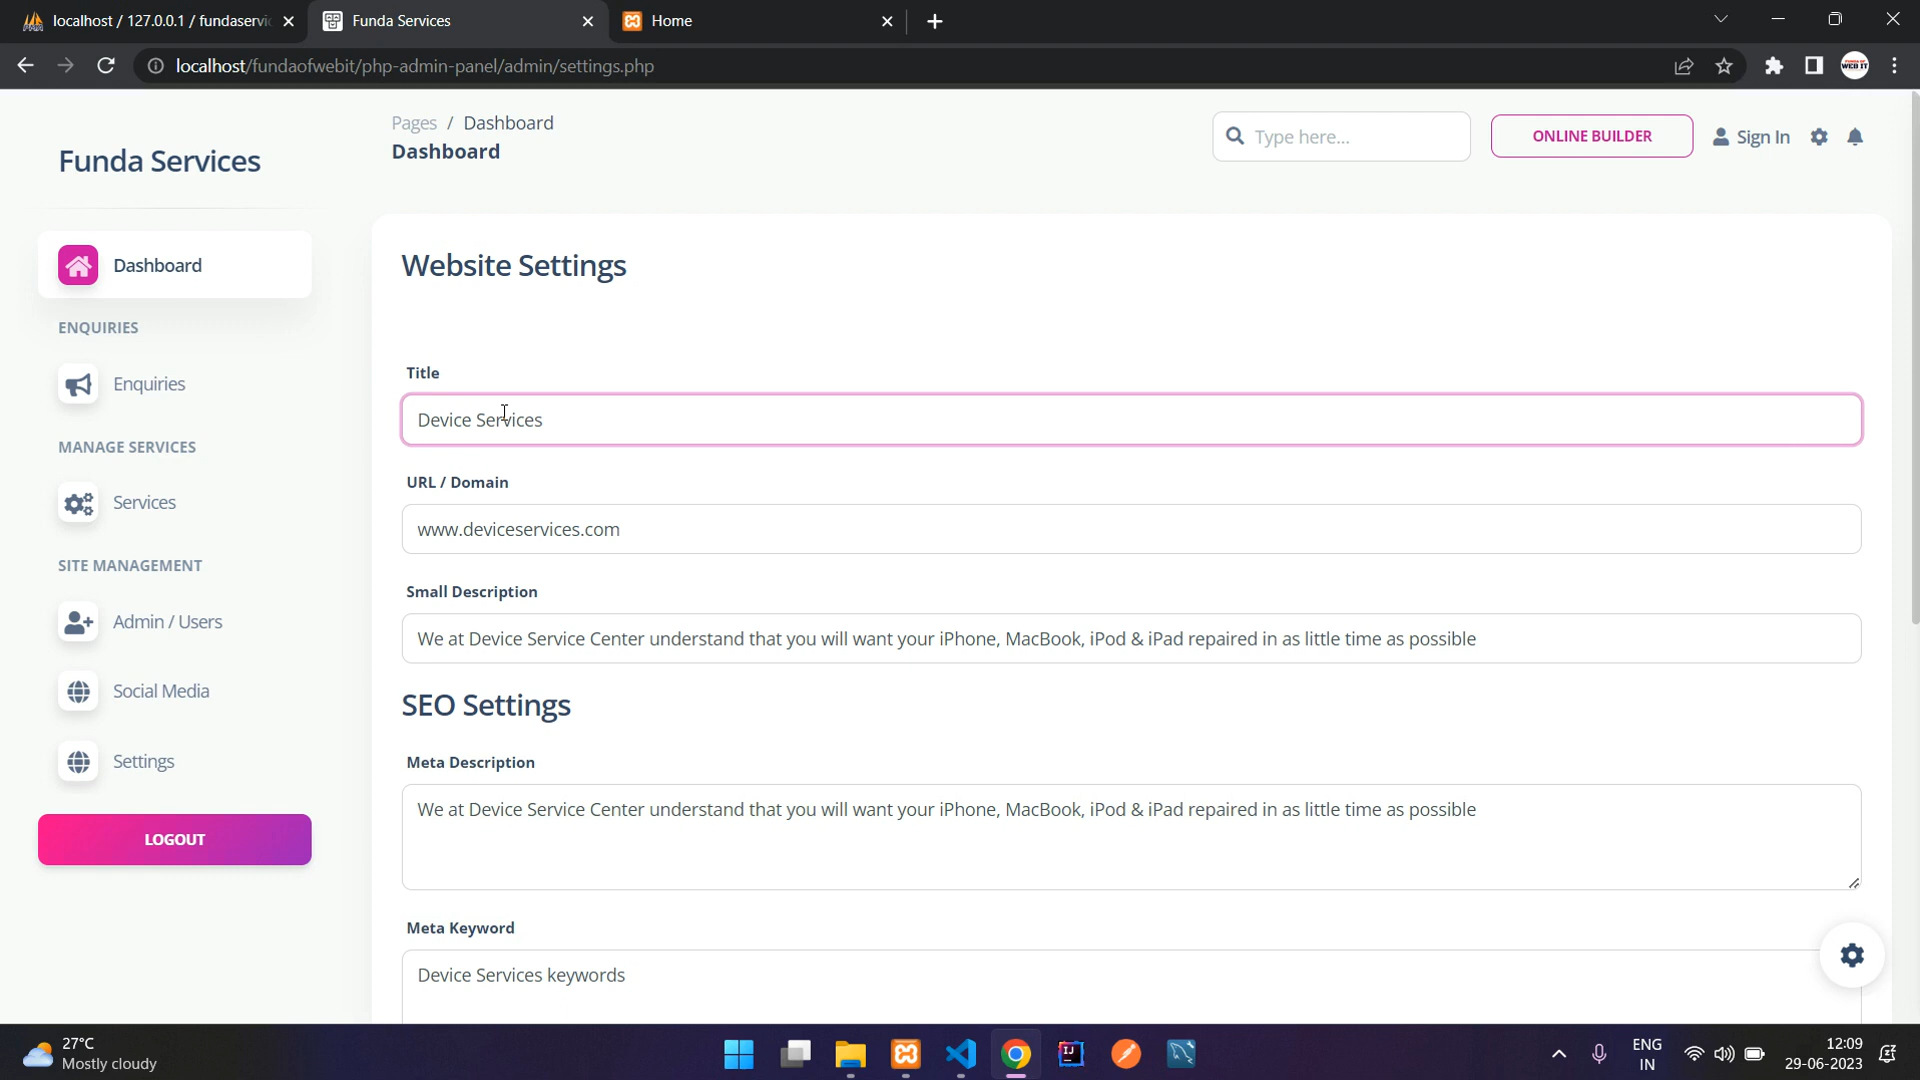 localhost / 127.0.0.1 / fundaservi
Funda Services
Home
localhost/fundaofwebit/php-admin-panel/admin/settings.php
Pages / Dashboard
Dashboard
Type here...
ONLINE BUILDER
Sign In
Funda Services
Dashboard
ENQUIRIES
Enquiries
MANAGE SERVICES
Services
SITE MANAGEMENT
Admin / Users
Social Media
Settings
LOGOUT
Website Settings
Title
Device Services
URL / Domain
www.deviceservices.com
Small Description
We at Device Service Center understand that you will want your iPhone, MacBook, iPod & iPad repaired in as little time as possible
SEO Settings
Meta Description
We at Device Service Center understand that you will want your iPhone, MacBook, iPod & iPad repaired in as little time as possible
Meta Keyword
Device Services keywords
27°C
Mostly cloudy
ENG
IN
12:09
29-06-2023